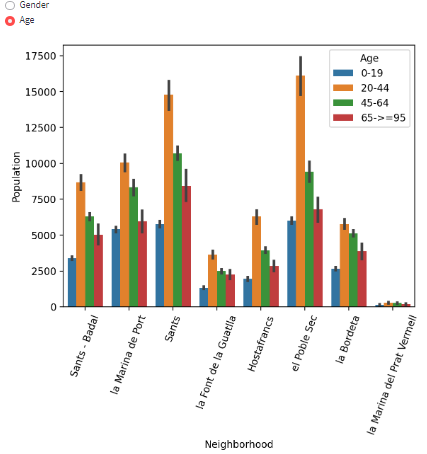 Gender
Age
Age
0-19
20-44
45-64
65->=95
17500
15000
12500
10000
7500
5000
2500
0
Population
Sants - Badal
la Marina de Port
Sants
la Font de la Guatlla
Hostafrancs
el Poble Sec
la Bordeta
la Marina del Prat Vermell
Neighborhood